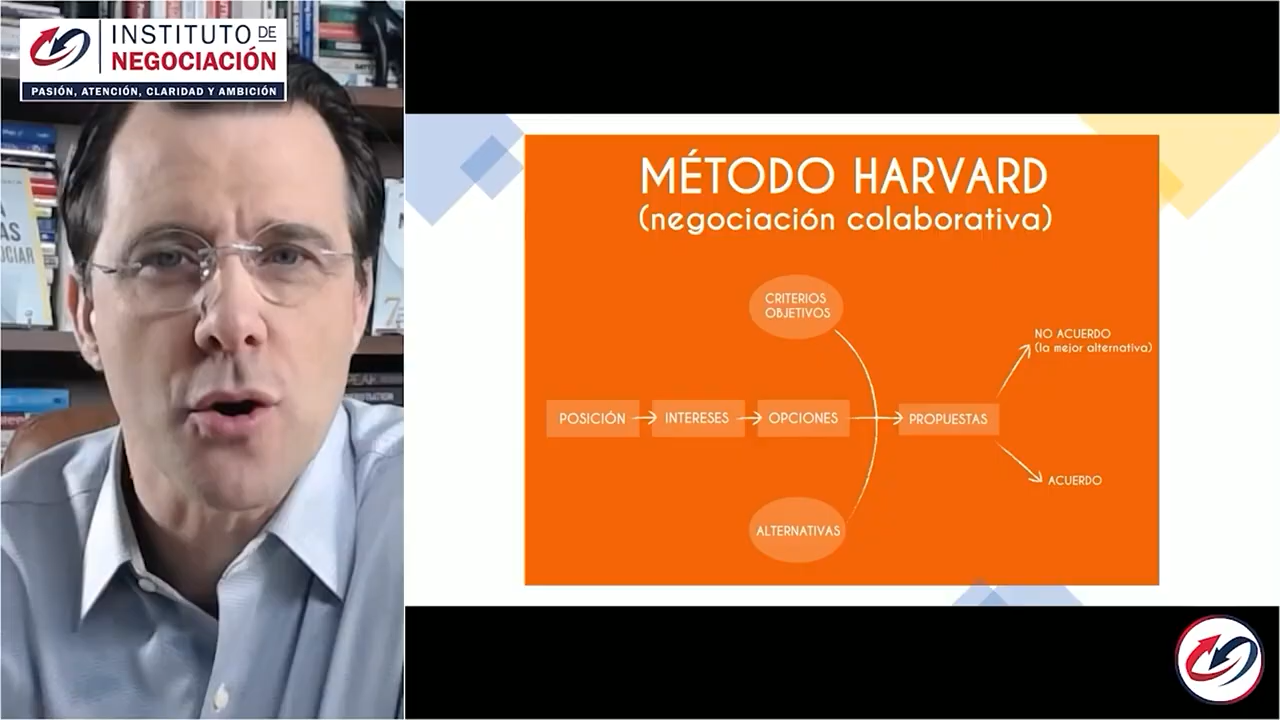 INSTITUTO DE
NEGOCIACIÓN
PASIÓN, ATENCIÓN, CLARIDAD Y AMBICIÓN
MÉTODO HARVARD
(negociación colaborativa)
CRITERIOS
OBJETIVOS
NO ACUERDO
(la mejor alternativa)
POSICIÓN
INTERESES
OPCIONES
PROPUESTAS
ACUERDO
ALTERNATIVAS